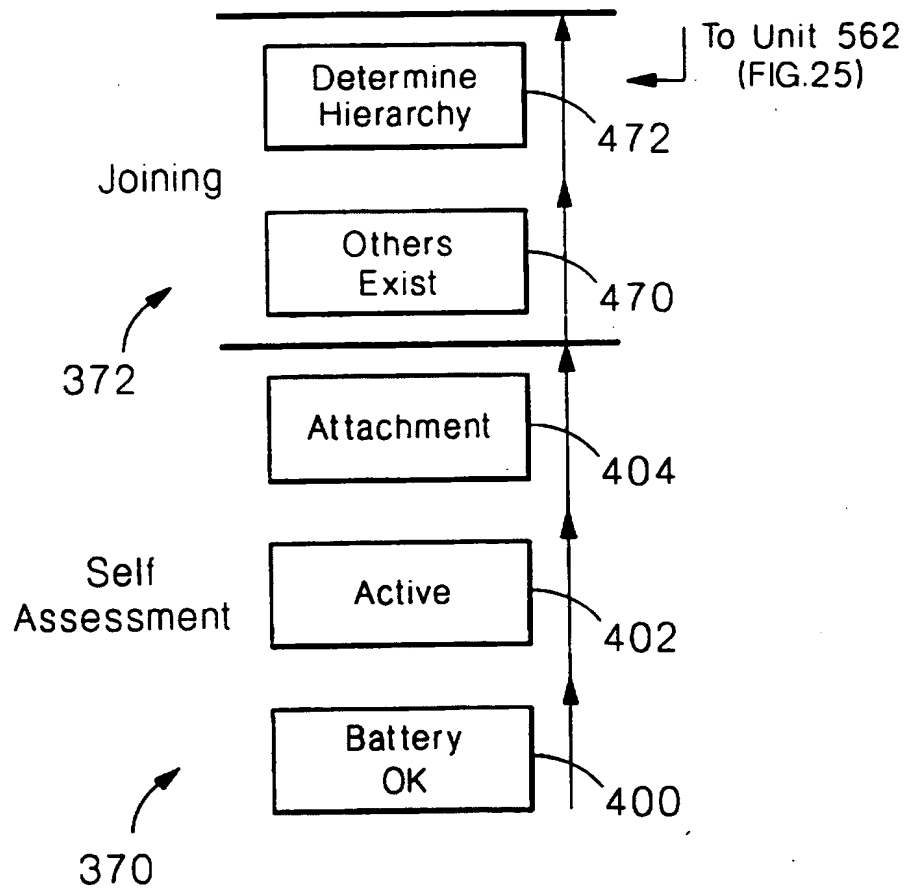 To Unit 562
(FIG.25)
Determine
Hierarchy
472
Joining
Others
Exist
470
372
Attachment
404
Self
Assessment
Active
402
Battery
OK
400
370